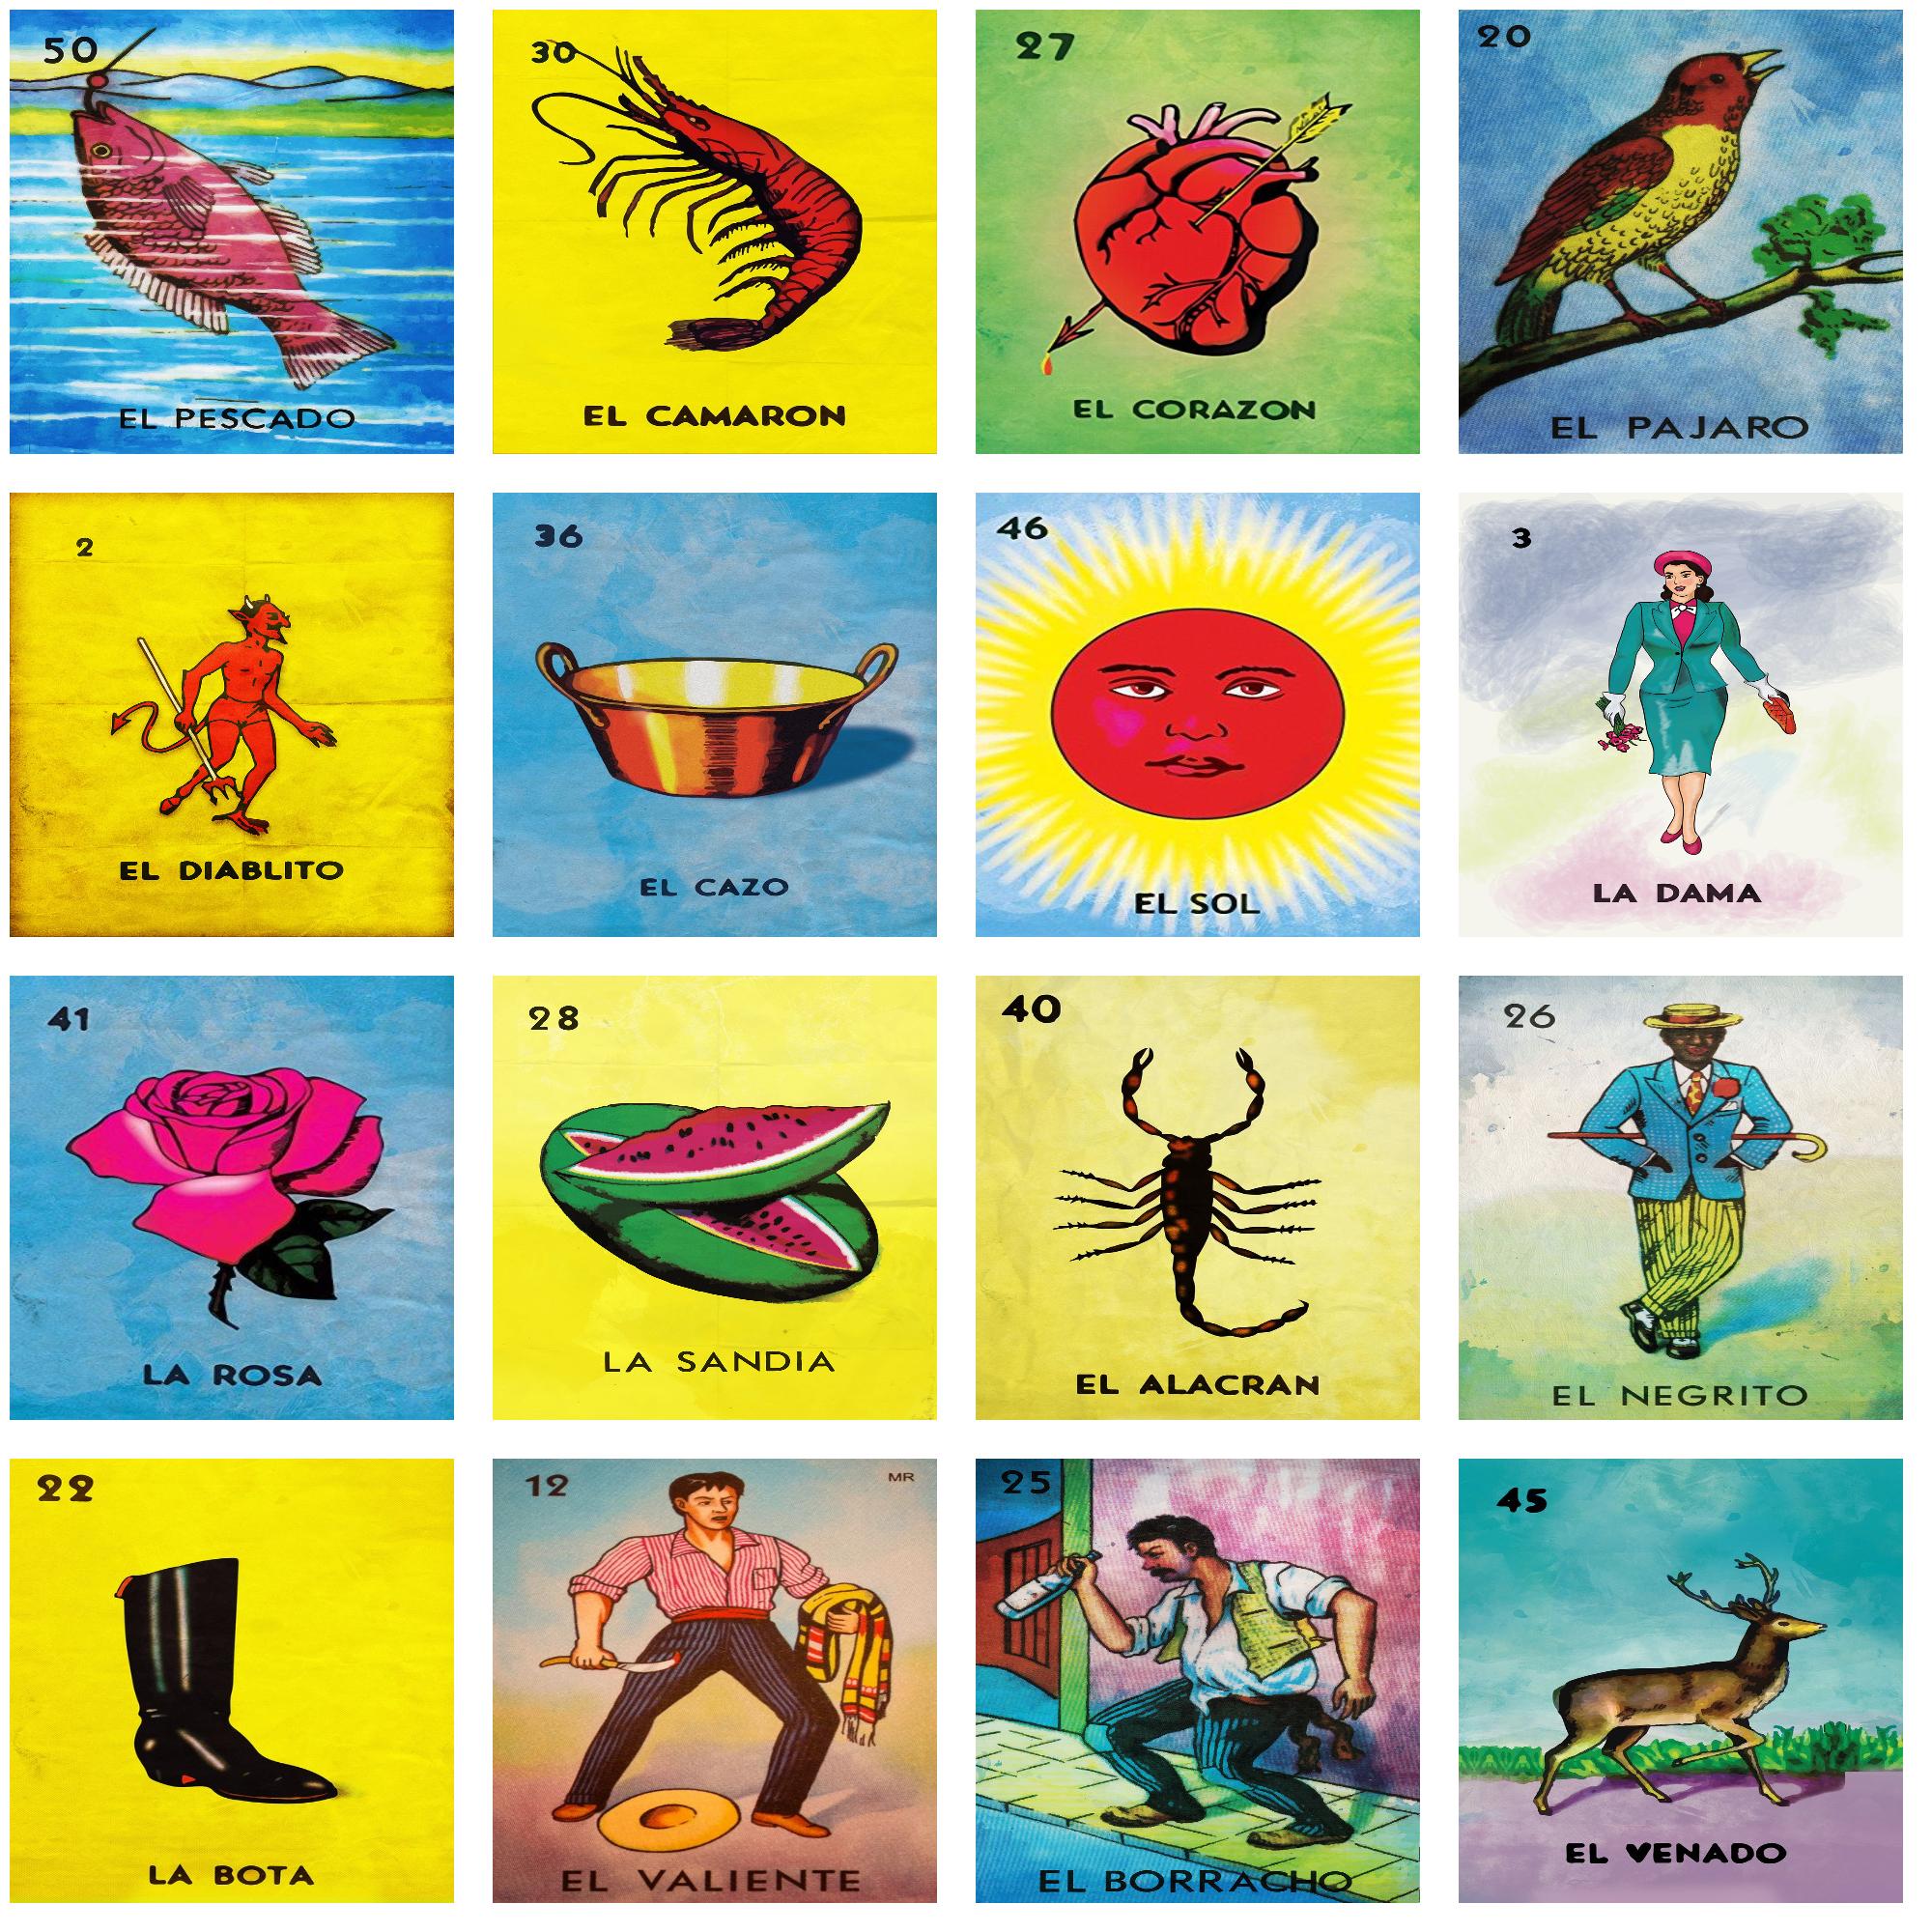 50
EL PESCADO
30
EL CAMARON
27
EL CORAZON
20
EL PAJARO
2
EL DIABLITO
36
EL CAZO
46
EL SOL
3
LA DAMA
41
LA ROSA
28
LA SANDIA
40
EL ALACRAN
26
EL NEGRITO
22
LA BOTA
12
MR
EL VALIENTE
25
EL BORRACHO
45
EL VENADO